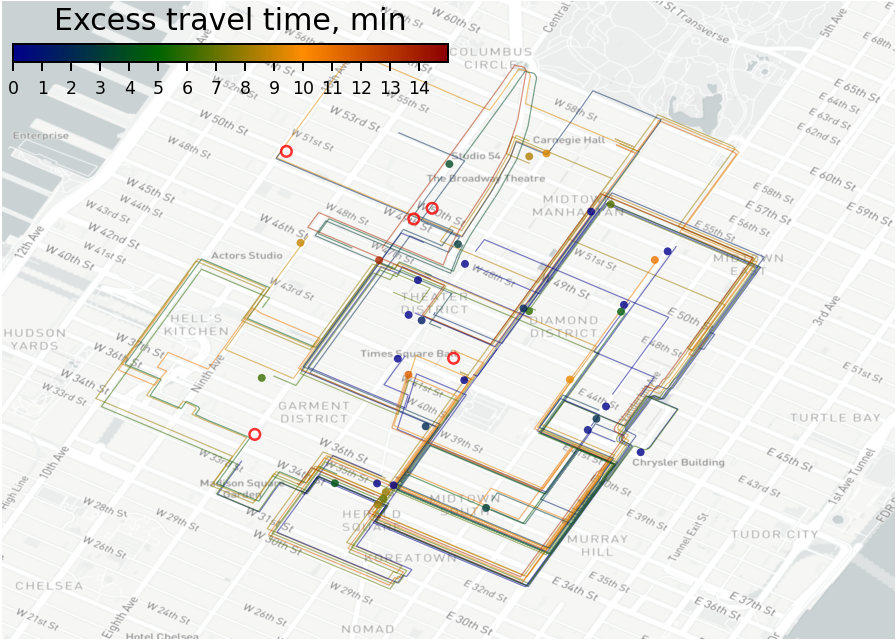 Excess travel time, min
0 1 2 3 4 5 6 7 8 9 10 11 12 13 14
W 60th St
Central
St Transverse
5th Ave
W 66th St
COLUMBUS
CIRCLE
E 65th St
E 64th St
E 63rd St
E 62nd St
W 58th St
W 52nd St
W 53rd St
W 50th St
W 51st St
W 48th St
Enterprise
Carnegie Hall
Studio 54
The Broadway Theatre
E 60th St
E 58th St
E 57th St
E 56th St
E 55th St
W 45th St
W 44th St
W 43rd St
W 42nd St
W 41st St
W 40th St
12th Ave
W 48th St
W 46th St
MIDTOWN
MANHATTAN
Actors Studio
W 51st St
MIDTOWN
EAST
W 48th St
49th St
W 43rd St
THEATER
DISTRICT
DIAMOND
DISTRICT
E 50th St
3rd Ave
HELL'S
KITCHEN
HUDSON
YARDS
W 36th St
W 34th St
W 33rd St
Ninth Ave
Times Square Ball
W 41st St
E 48th St
E 51st St
E 44th St
W 40th St
GARMENT
DISTRICT
TURTLE BAY
W 39th St
W 36th St
W 35th St
W 34th St
W 33rd St
10th Ave
High Line
Madison Square
Garden
Chrysler Building
E 45th St
E 43rd St
1st Ave Tunnel
FDR
W 28th St
W 29th St
W 26th St
W 31st St
W 30th St
HERALD
SQUARE
MIDTOWN
SOUTH
E 39th St
Tunnel Exit St
TUDOR CITY
MURRAY
HILL
KOREATOWN
CHELSEA
W 29th St
E 32nd St
E 34th St
E 35th St
E 36th St
E 37th St
W 24th St
W 21st St
Eighth Ave
W 26th St
E 30th St
NOMAD
Hotel Chelsea